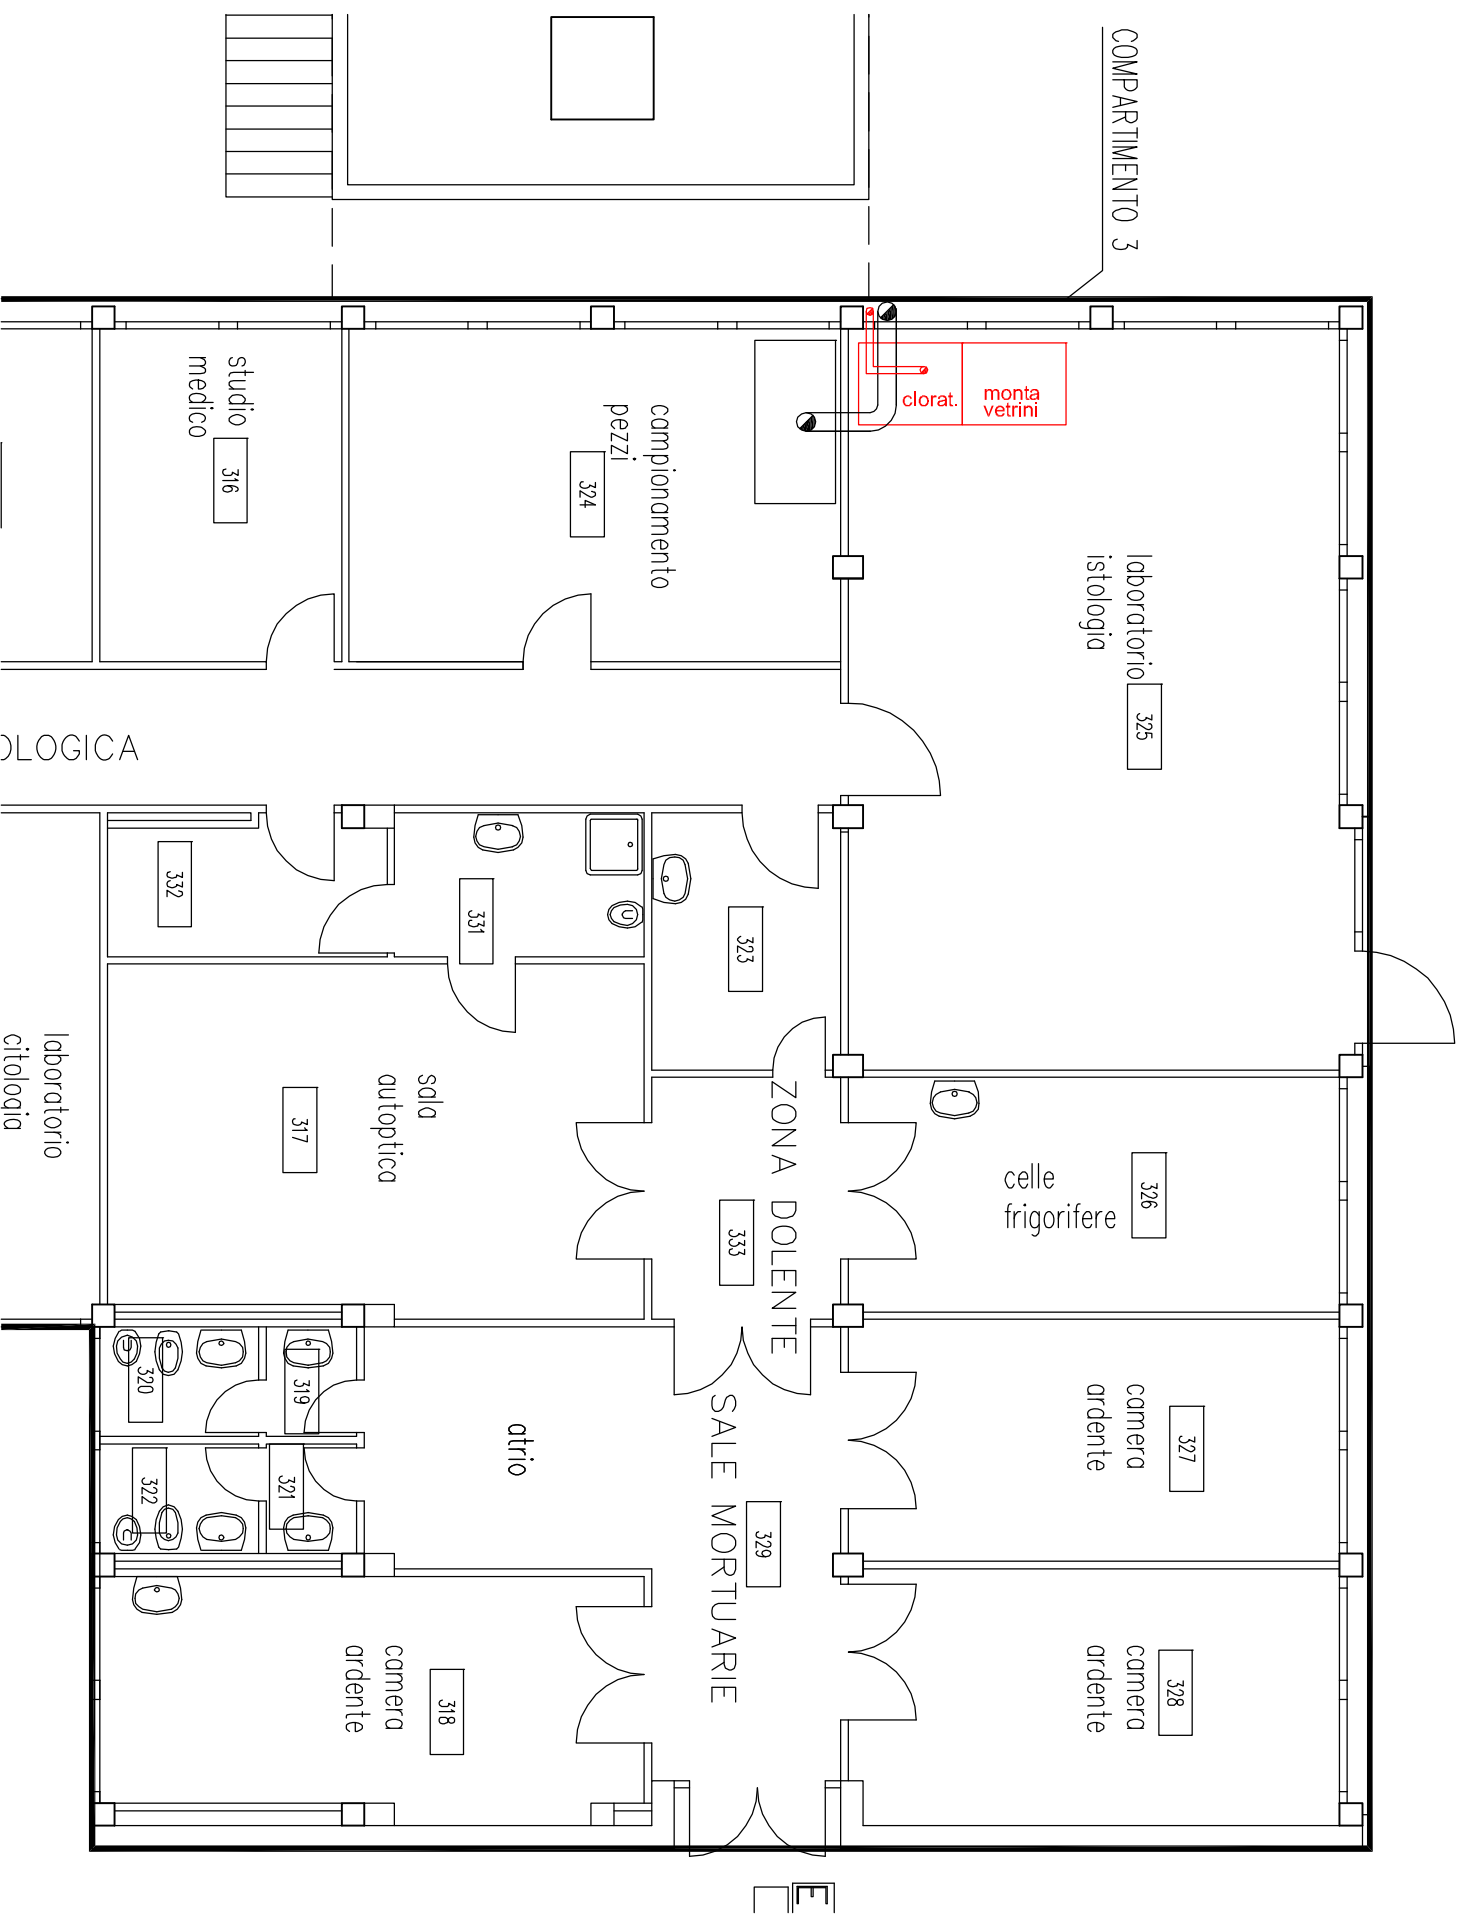 COMPARTIMENTO 3
clorat.
monta
vetrini
studio
medico
316
campionamento
pezzi
324
laboratorio
istologia
325
OLOGICA
332
331
323
laboratorio
citologia
sala
autoptica
317
ZONA DOLENTE
333
celle
frigorifere
326
320
319
322
321
atrio
SALE MORTUARIE
329
camera
ardente
327
camera
ardente
318
camera
ardente
328
E